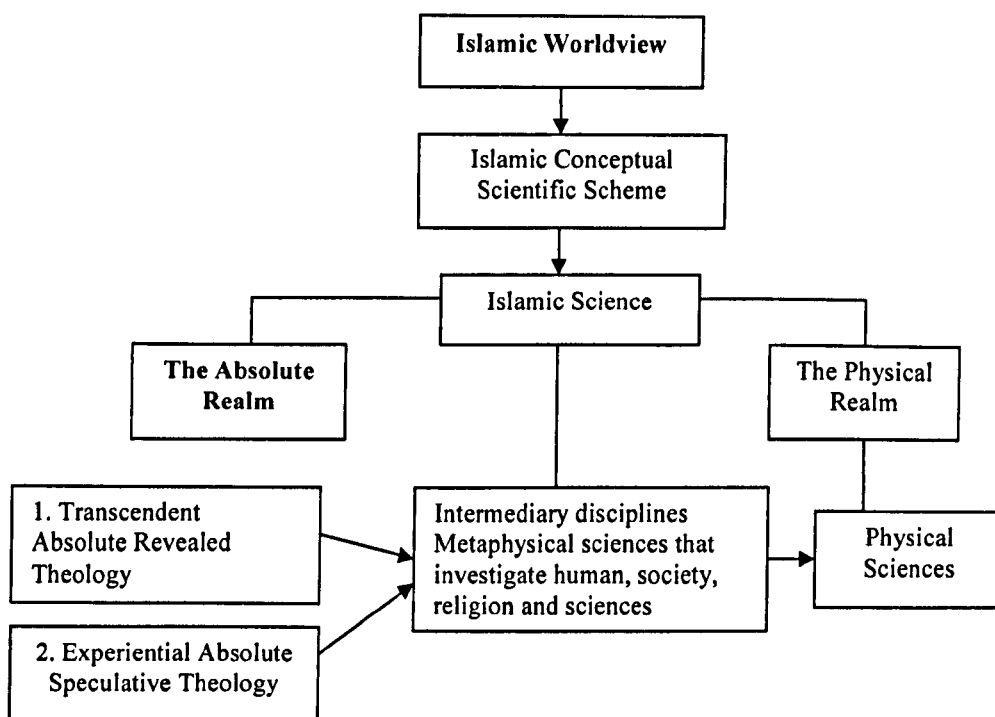 Islamic Worldview
Islamic Conceptual
Scientific Scheme
Islamic Science
The Absolute
Realm
The Physical
Realm
1. Transcendent
Absolute Revealed
Theology
Intermediary disciplines
Metaphysical sciences that
investigate human, society,
religion and sciences
Physical
Sciences
2. Experiential Absolute
Speculative Theology